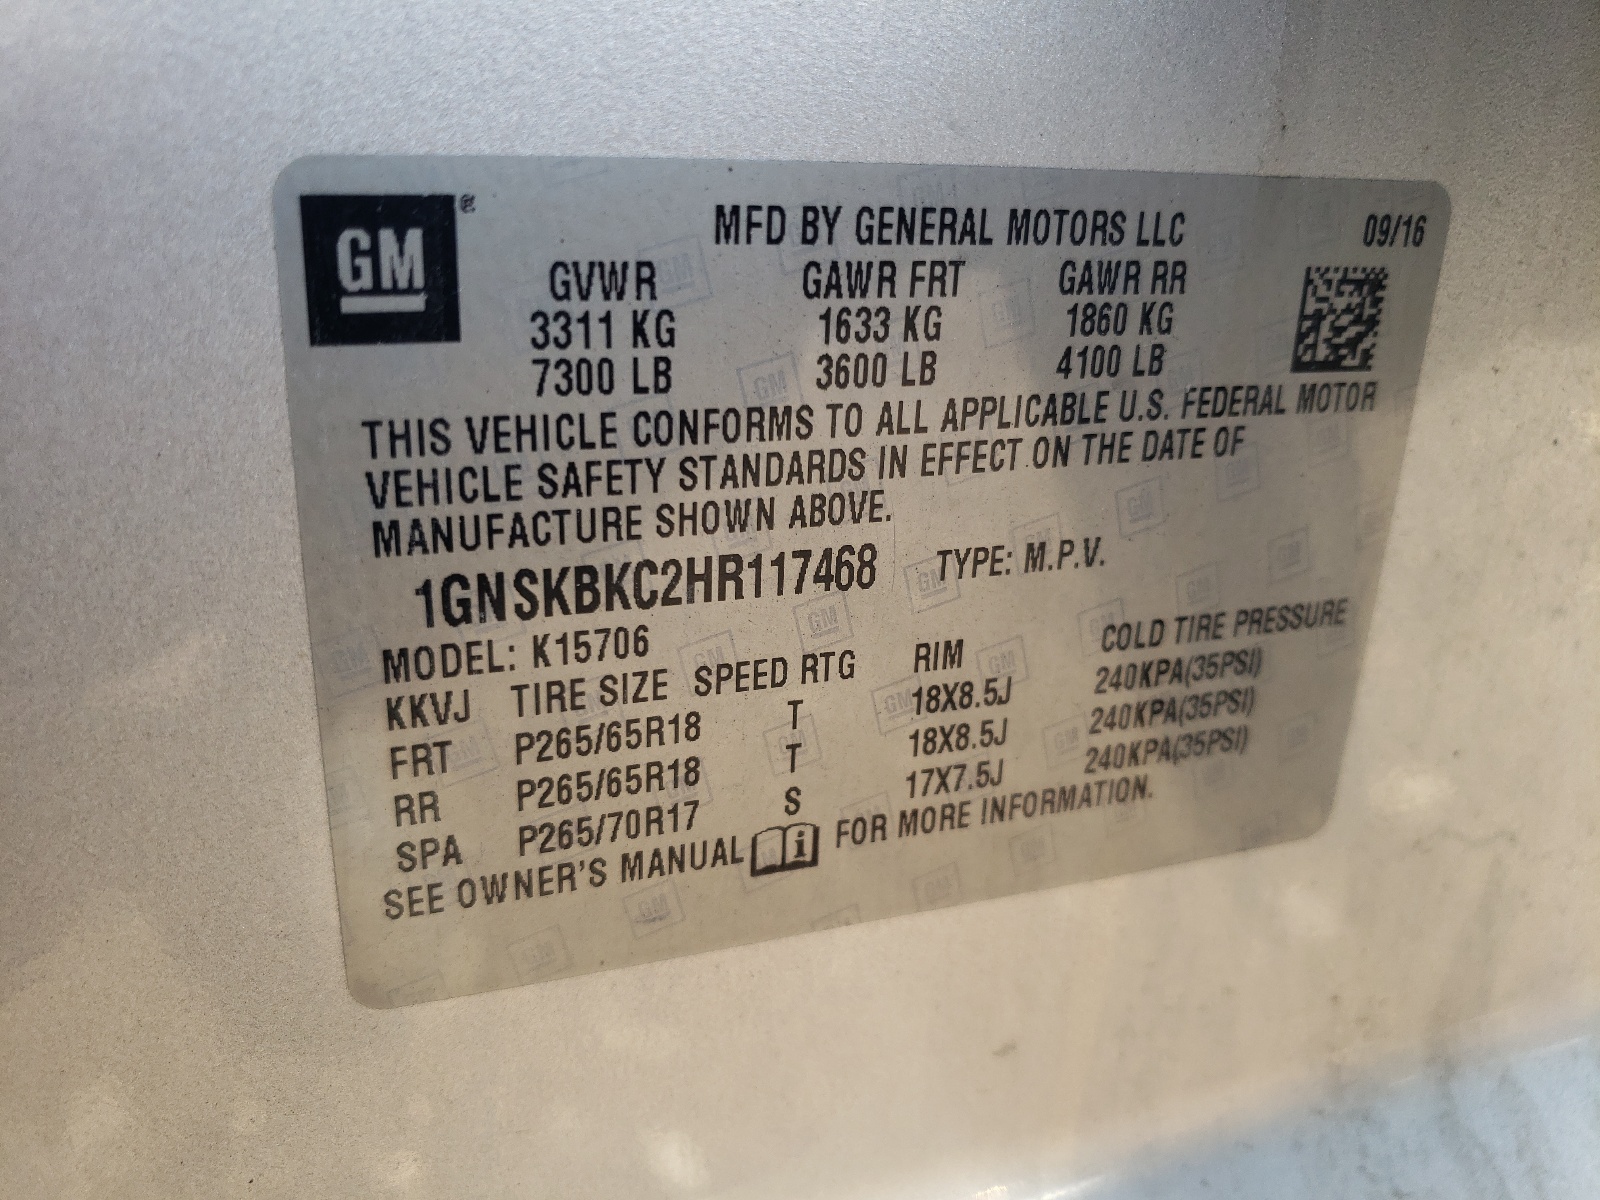 GM ®
MFD BY GENERAL MOTORS LLC 09/16
GVWR GAWR FRT GAWR RR
3311 KG 1633 KG 1860 KG
7300 LB 3600 LB 4100 LB
THIS VEHICLE CONFORMS TO ALL APPLICABLE U.S. FEDERAL MOTOR
VEHICLE SAFETY STANDARDS IN EFFECT ON THE DATE OF
MANUFACTURE SHOWN ABOVE.
1GNSKBKC2HR117468 TYPE: M.P.V.
MODEL: K15706
KKVJ TIRE SIZE SPEED RTG RIM COLD TIRE PRESSURE
FRT P265/65R18 T 18X8.5J 240KPA(35PSI)
RR P265/65R18 T 18X8.5J 240KPA(35PSI)
SPA P265/70R17 S 17X7.5J 240KPA(35PSI)
SEE OWNER'S MANUAL i FOR MORE INFORMATION.